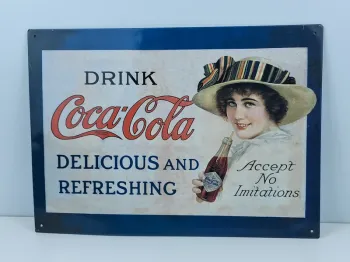 DRINK
Coca-Cola
DELICIOUS AND
REFRESHING
Accept
No
Imitations